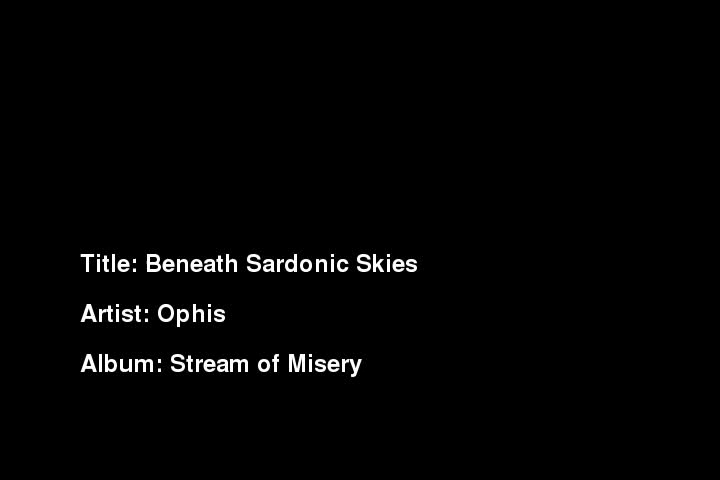 Title: Beneath Sardonic Skies
Artist: Ophis
Album: Stream of Misery